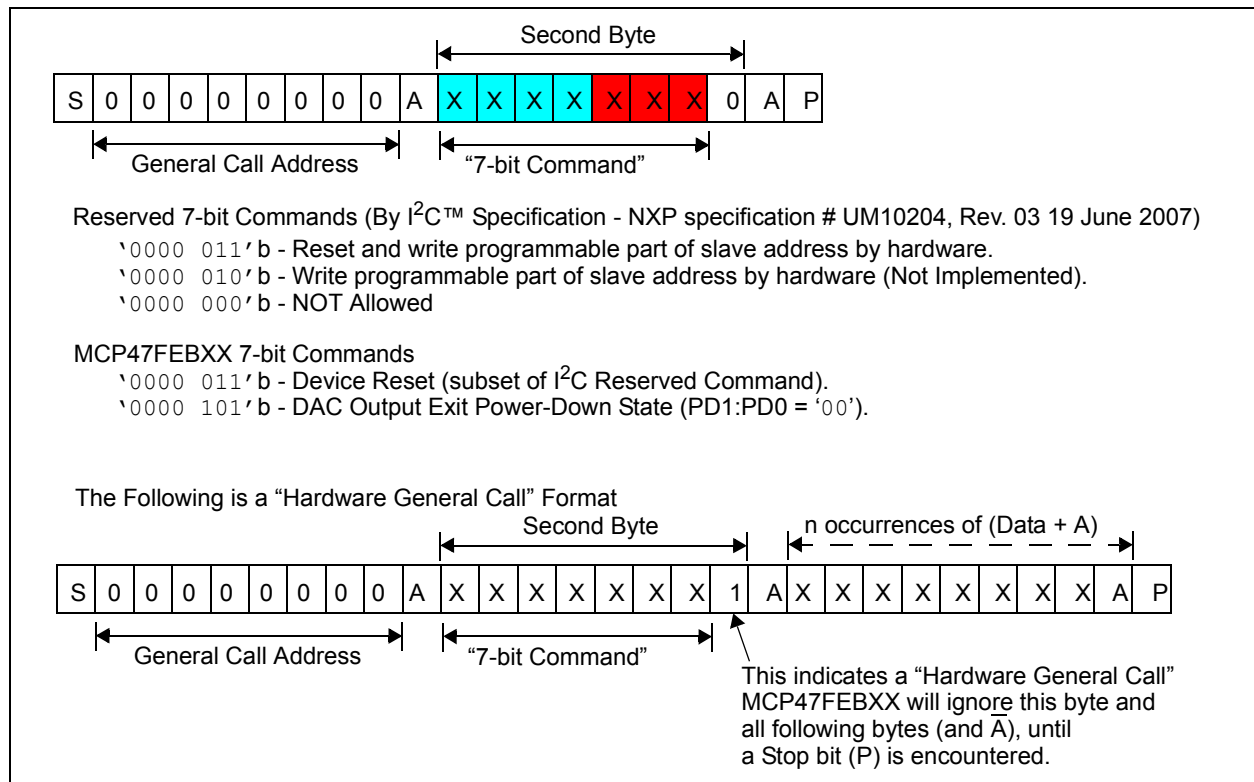 Second Byte
S 0 0 0 0 0 0 0 0 A X X X X X X X 0 A P
General Call Address “7-bit Command”
Reserved 7-bit Commands (By I²C™ Specification - NXP specification # UM10204, Rev. 03 19 June 2007)
‘0000 011’b - Reset and write programmable part of slave address by hardware.
‘0000 010’b - Write programmable part of slave address by hardware (Not Implemented).
‘0000 000’b - NOT Allowed
MCP47FEBXX 7-bit Commands
‘0000 011’b - Device Reset (subset of I²C Reserved Command).
‘0000 101’b - DAC Output Exit Power-Down State (PD1:PD0 = ‘00’).
The Following is a “Hardware General Call” Format
Second Byte n occurrences of (Data + A)
S 0 0 0 0 0 0 0 0 A X X X X X X X 1 A X X X X X X X X A P
General Call Address “7-bit Command”
This indicates a “Hardware General Call”
MCP47FEBXX will ignore this byte and
all following bytes (and A̅), until
a Stop bit (P) is encountered.